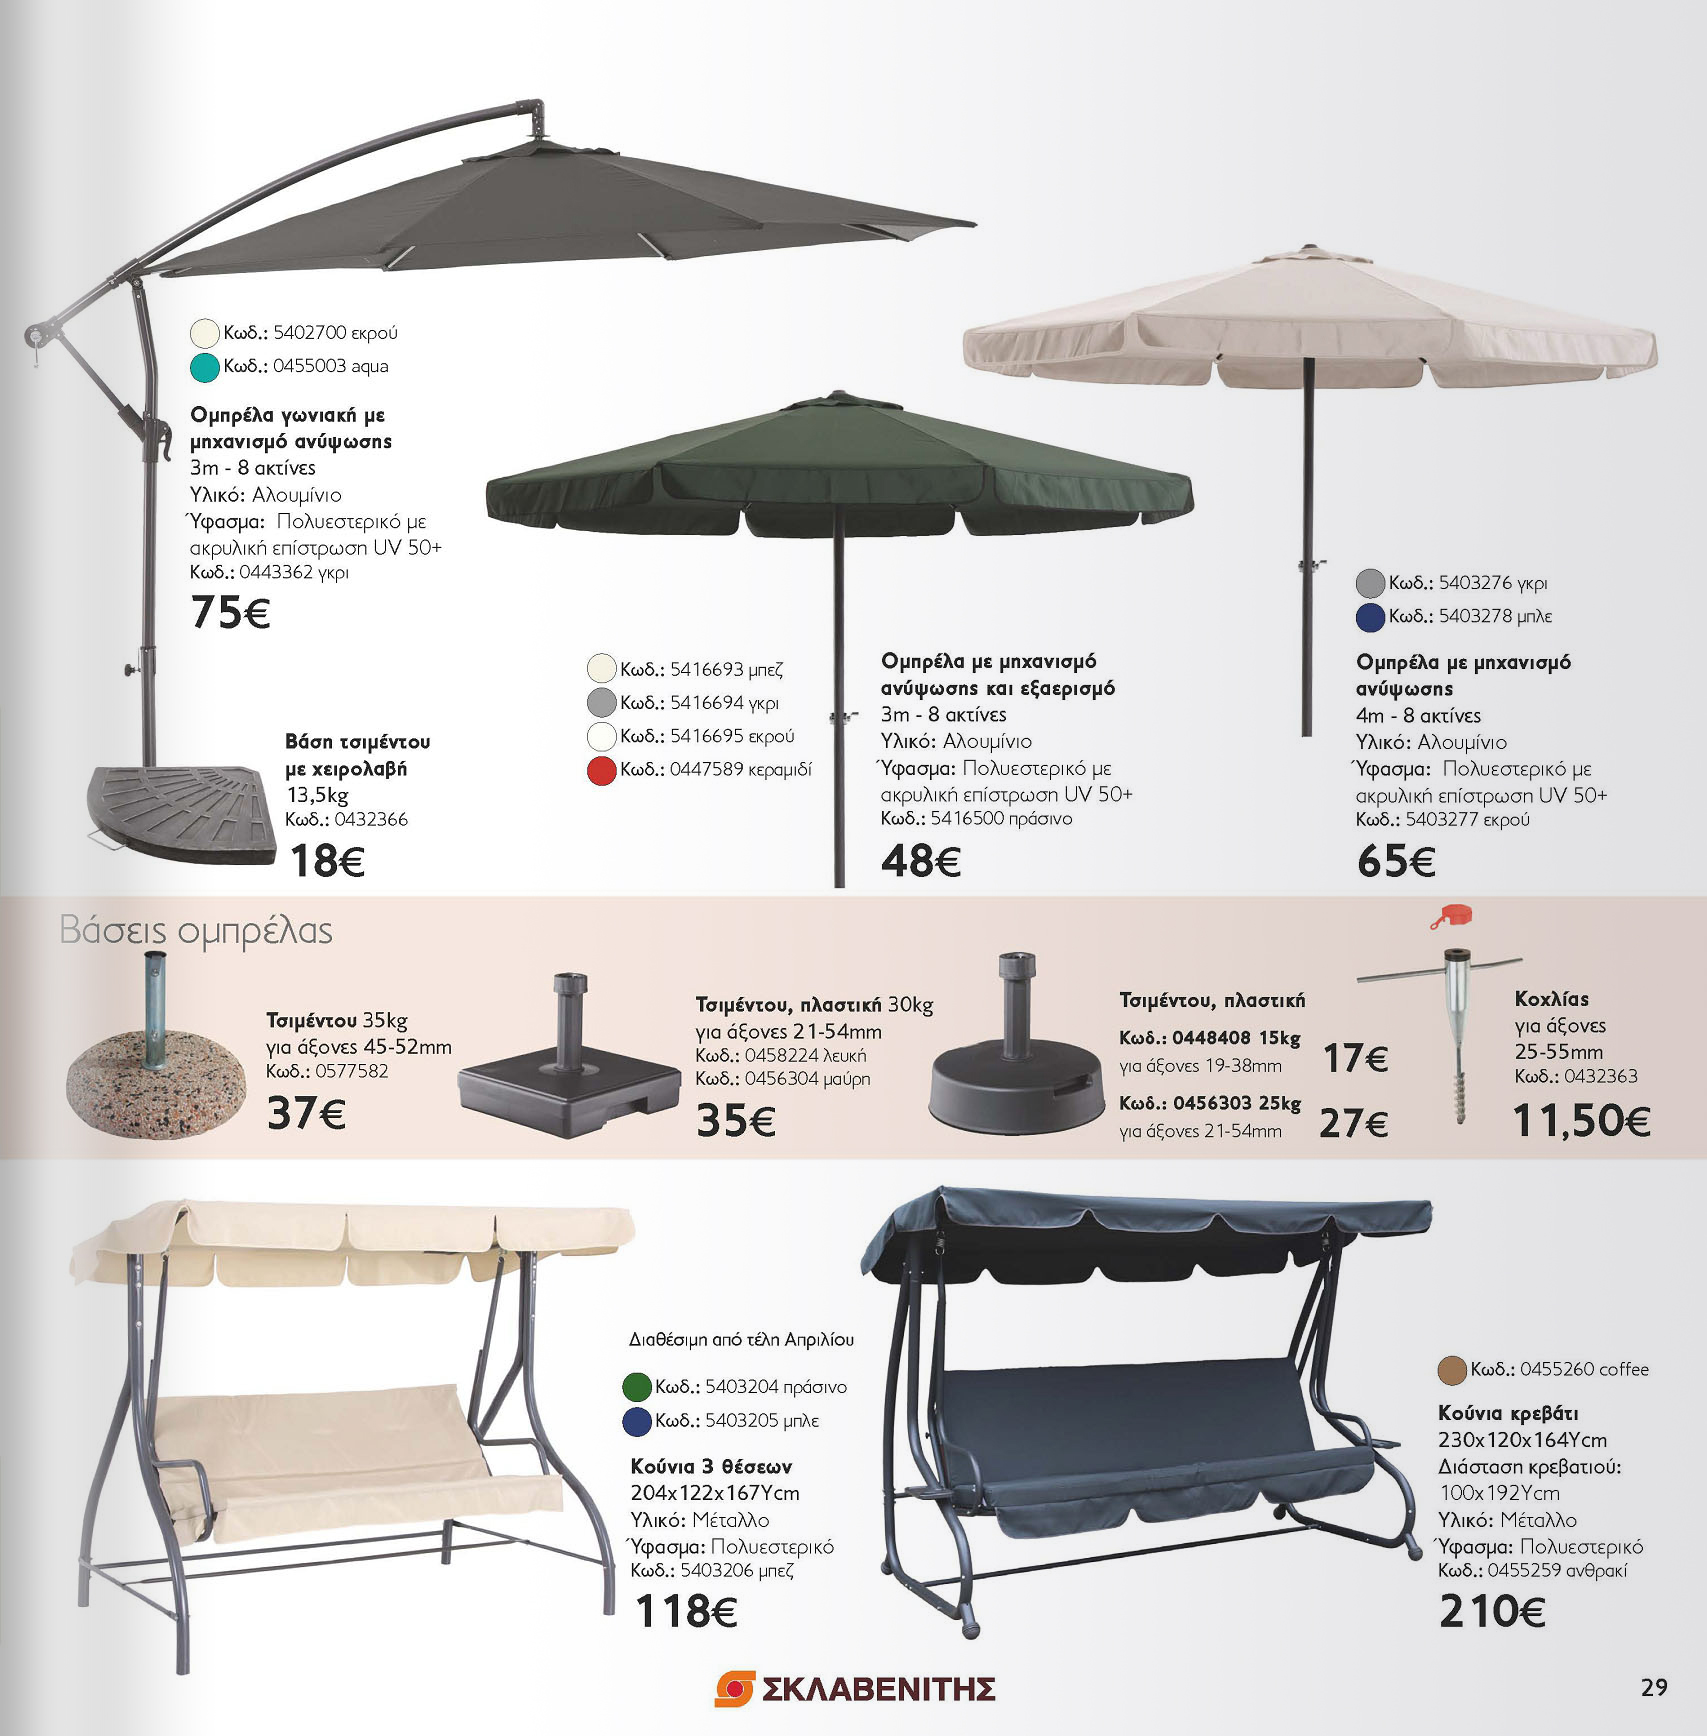 Κωδ.: 5402700 εκρού
Κωδ.: 0455003 aqua
Ομπρέλα γωνιακή με
μηχανισμό ανύψωσης
3m - 8 ακτίνες
Υλικό: Αλουμίνιο
Ύφασμα: Πολυεστερικό με
ακρυλική επίστρωση UV 50+
Κωδ.: 0443362 γκρι
75€
Βάση τσιμέντου
με χειρολαβή
13,5kg
Κωδ.: 0432366
18€
Κωδ.: 5416693 μπεζ
Κωδ.: 5416694 γκρι
Κωδ.: 5416695 εκρού
Κωδ.: 0447589 κεραμιδί
Ομπρέλα με μηχανισμό
ανύψωσης και εξαερισμό
3m - 8 ακτίνες
Υλικό: Αλουμίνιο
Ύφασμα: Πολυεστερικό με
ακρυλική επίστρωση UV 50+
Κωδ.: 5416500 πράσινο
48€
Κωδ.: 5403276 γκρι
Κωδ.: 5403278 μπλε
Ομπρέλα με μηχανισμό
ανύψωσης
4m - 8 ακτίνες
Υλικό: Αλουμίνιο
Ύφασμα: Πολυεστερικό με
ακρυλική επίστρωση UV 50+
Κωδ.: 5403277 εκρού
65€
Βάσεις ομπρέλας
Τσιμέντου 35kg
για άξονες 45-52mm
Κωδ.: 0577582
37€
Τσιμέντου, πλαστική 30kg
για άξονες 21-54mm
Κωδ.: 0458224 λευκή
Κωδ.: 0456304 μαύρη
35€
Τσιμέντου, πλαστική
Κωδ.: 0448408 15kg
για άξονες 19-38mm
17€
Κωδ.: 0456303 25kg
για άξονες 21-54mm
27€
Κοχλίας
για άξονες
25-55mm
Κωδ.: 0432363
11,50€
Διαθέσιμη από τέλη Απριλίου
Κωδ.: 5403204 πράσινο
Κωδ.: 5403205 μπλε
Κούνια 3 θέσεων
204x122x167Υcm
Υλικό: Μέταλλο
Ύφασμα: Πολυεστερικό
Κωδ.: 5403206 μπεζ
118€
Κωδ.: 0455260 coffee
Κούνια κρεβάτι
230x120x164Υcm
Διάσταση κρεβατιού:
100x192Υcm
Υλικό: Μέταλλο
Ύφασμα: Πολυεστερικό
Κωδ.: 0455259 ανθρακί
210€
ΣΚΛΑΒΕΝΙΤΗΣ
29